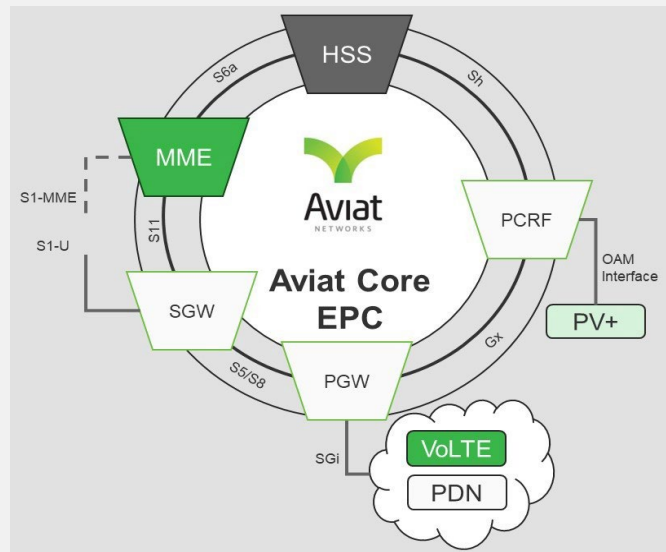 HSS
S6a
Sh
MME
S1-MME
S11
S1-U
AVIAT
NETWORKS
PCRF
OAM
Interface
PV+
SGW
Aviat Core
EPC
S5/S8
PGW
Gx
SGi
VoLTE
PDN